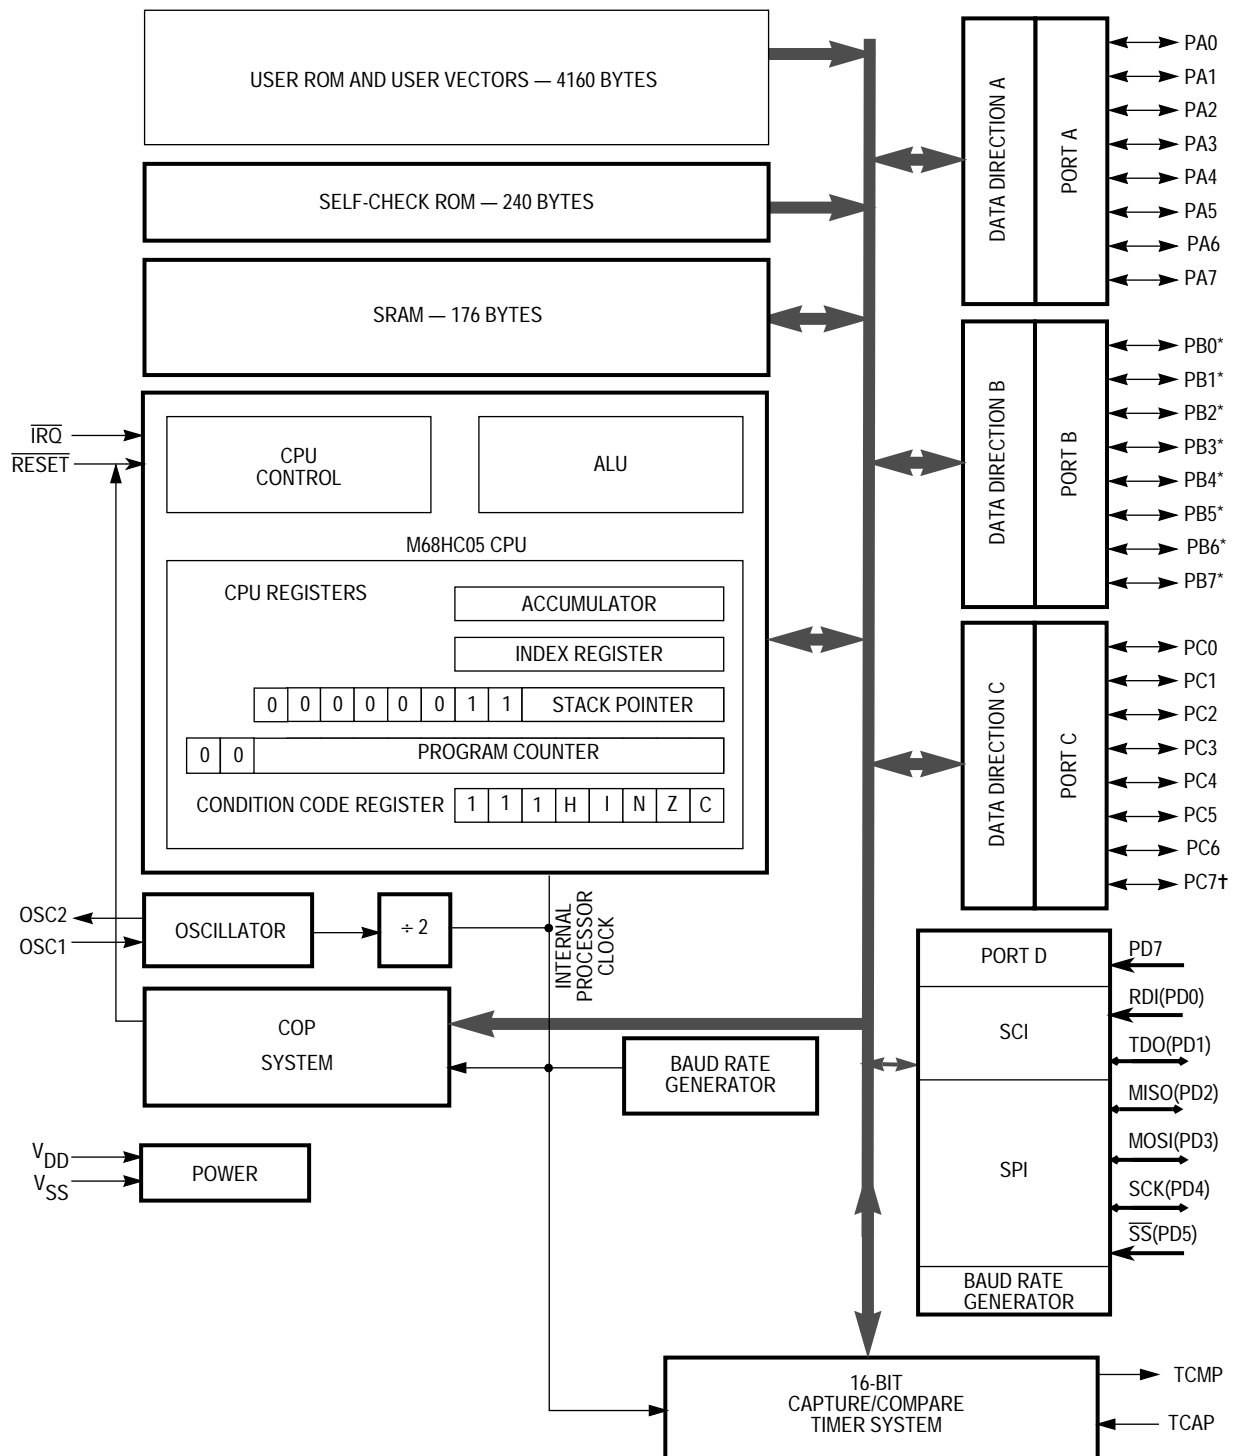 USER ROM AND USER VECTORS — 4160 BYTES
SELF-CHECK ROM — 240 BYTES
SRAM — 176 BYTES
IRQ
RESET
CPU
CONTROL
ALU
M68HC05 CPU
CPU REGISTERS
ACCUMULATOR
INDEX REGISTER
0 0 0 0 0 0 1 1 STACK POINTER
0 0 PROGRAM COUNTER
CONDITION CODE REGISTER 1 1 1 H I N Z C
OSC2
OSC1
OSCILLATOR
÷ 2
INTERNAL
PROCESSOR
CLOCK
COP
SYSTEM
BAUD RATE
GENERATOR
VDD
VSS
POWER
DATA DIRECTION A
PORT A
PA0
PA1
PA2
PA3
PA4
PA5
PA6
PA7
DATA DIRECTION B
PORT B
PB0*
PB1*
PB2*
PB3*
PB4*
PB5*
PB6*
PB7*
DATA DIRECTION C
PORT C
PC0
PC1
PC2
PC3
PC4
PC5
PC6
PC7†
PORT D
PD7
SCI
RDI(PD0)
TDO(PD1)
SPI
MISO(PD2)
MOSI(PD3)
SCK(PD4)
SS(PD5)
BAUD RATE
GENERATOR
16-BIT
CAPTURE/COMPARE
TIMER SYSTEM
TCMP
TCAP